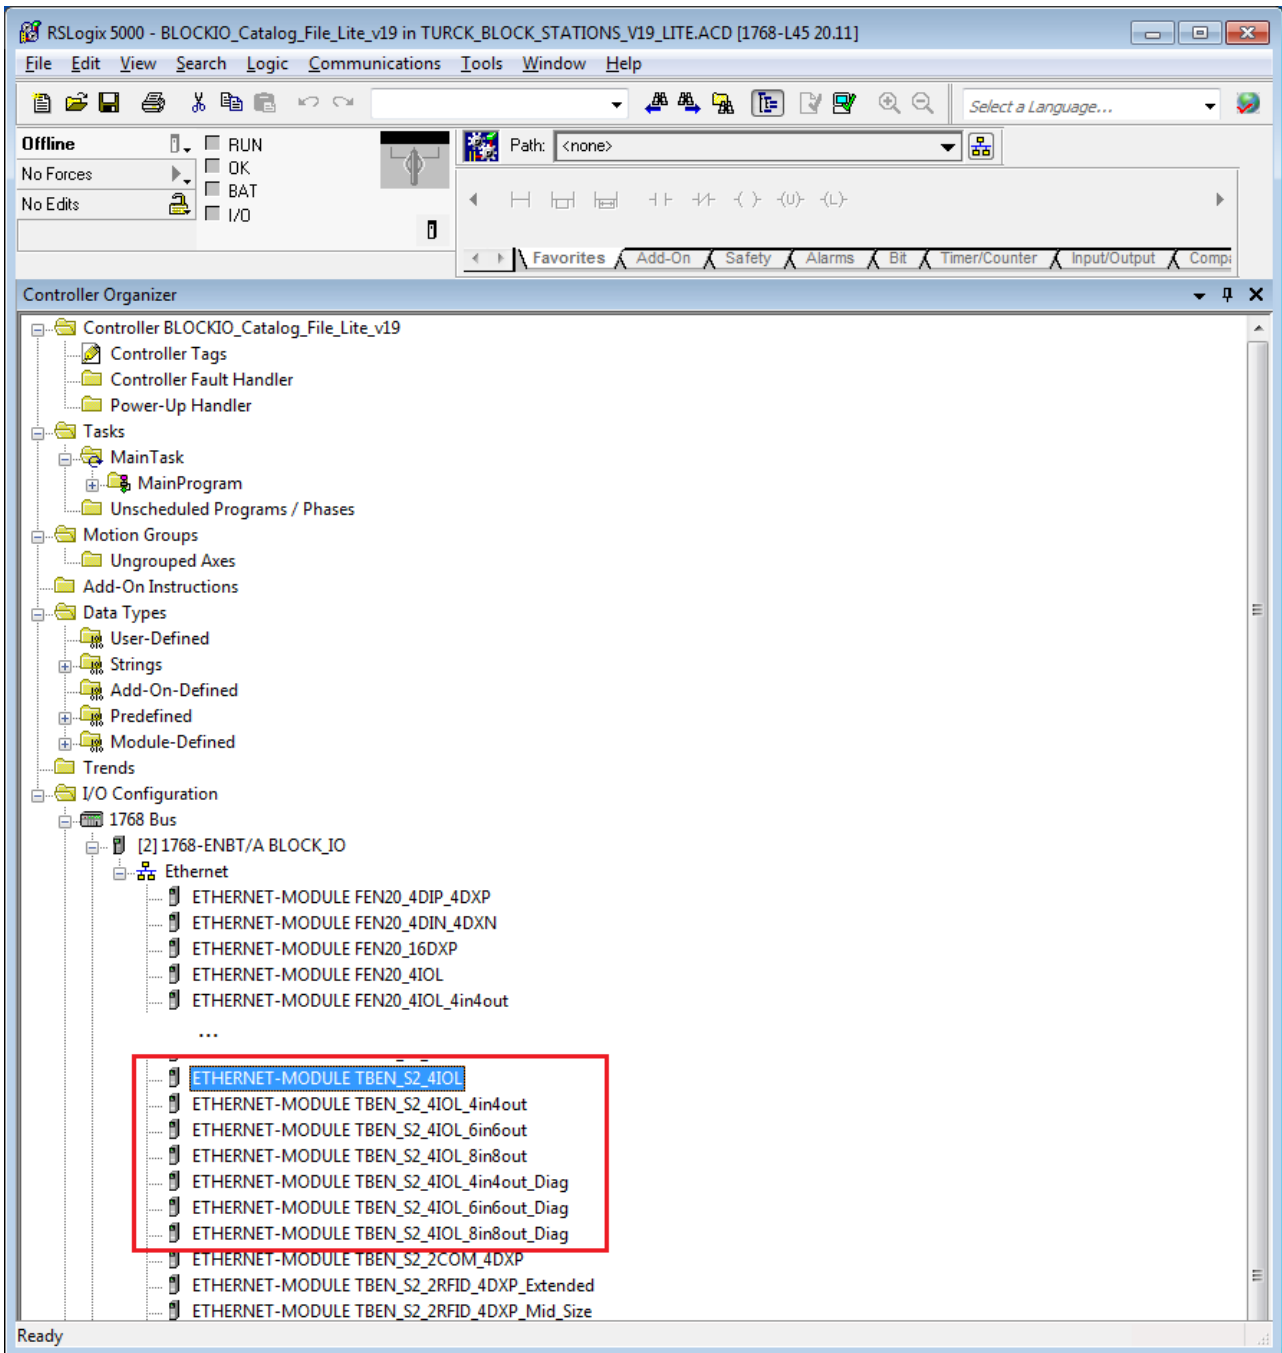 RSLogix 5000 - BLOCKIO_Catalog_File_Lite_v19 in TURCK_BLOCK_STATIONS_V19_LITE.ACD [1768-L45 20.11]
File Edit View Search Logic Communications Tools Window Help
Select a Language...
Offline
RUN
Path: <none>
No Forces
OK
BAT
No Edits
I/O
Favorites Add-On Safety Alarms Bit Timer/Counter Input/Output
Controller Organizer
Controller BLOCKIO_Catalog_File_Lite_v19
Controller Tags
Controller Fault Handler
Power-Up Handler
Tasks
MainTask
MainProgram
Unscheduled Programs / Phases
Motion Groups
Ungrouped Axes
Add-On Instructions
Data Types
User-Defined
Strings
Add-On-Defined
Predefined
Module-Defined
Trends
I/O Configuration
1768 Bus
[2] 1768-ENBT/A BLOCK_IO
Ethernet
ETHERNET-MODULE FEN20_4DIP_4DXP
ETHERNET-MODULE FEN20_4DIN_4DXN
ETHERNET-MODULE FEN20_16DXP
ETHERNET-MODULE FEN20_4IOL
ETHERNET-MODULE FEN20_4IOL_4in4out
...
ETHERNET-MODULE TBEN_S2_4IOL
ETHERNET-MODULE TBEN_S2_4IOL_4in4out
ETHERNET-MODULE TBEN_S2_4IOL_6in6out
ETHERNET-MODULE TBEN_S2_4IOL_8in8out
ETHERNET-MODULE TBEN_S2_4IOL_4in4out_Diag
ETHERNET-MODULE TBEN_S2_4IOL_6in6out_Diag
ETHERNET-MODULE TBEN_S2_4IOL_8in8out_Diag
ETHERNET-MODULE TBEN_S2_2COM_4DXP
ETHERNET-MODULE TBEN_S2_2RFID_4DXP_Extended
ETHERNET-MODULE TBEN_S2_2RFID_4DXP_Mid_Size
Ready